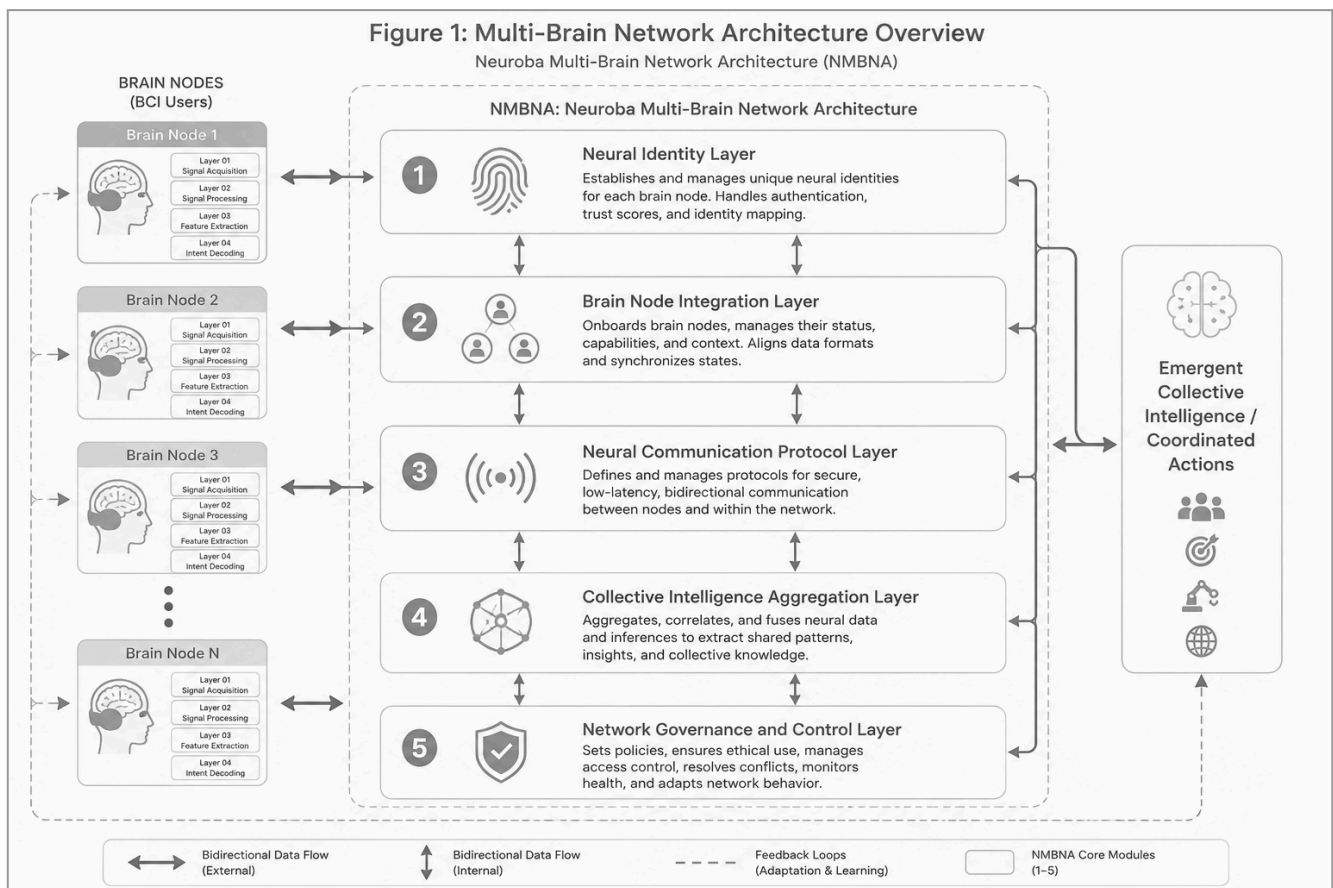 Figure 1: Multi-Brain Network Architecture Overview
Neuroba Multi-Brain Network Architecture (NMBNA)
BRAIN NODES
(BCI Users)
Brain Node 1
Layer 01
Signal Acquisition
Layer 02
Signal Processing
Layer 03
Feature Extraction
Layer 04
Intent Decoding
Brain Node 2
Layer 01
Signal Acquisition
Layer 02
Signal Processing
Layer 03
Feature Extraction
Layer 04
Intent Decoding
Brain Node 3
Layer 01
Signal Acquisition
Layer 02
Signal Processing
Layer 03
Feature Extraction
Layer 04
Intent Decoding
Brain Node N
Layer 01
Signal Acquisition
Layer 02
Signal Processing
Layer 03
Feature Extraction
Layer 04
Intent Decoding
NMBNA: Neuroba Multi-Brain Network Architecture
1
Neural Identity Layer
Establishes and manages unique neural identities
for each brain node. Handles authentication,
trust scores, and identity mapping.
2
Brain Node Integration Layer
Onboards brain nodes, manages their status,
capabilities, and context. Aligns data formats
and synchronizes states.
3
Neural Communication Protocol Layer
Defines and manages protocols for secure,
low-latency, bidirectional communication
between nodes and within the network.
4
Collective Intelligence Aggregation Layer
Aggregates, correlates, and fuses neural data
and inferences to extract shared patterns,
insights, and collective knowledge.
5
Network Governance and Control Layer
Sets policies, ensures ethical use, manages
access control, resolves conflicts, monitors
health, and adapts network behavior.
Emergent
Collective
Intelligence /
Coordinated
Actions
Bidirectional Data Flow
(External)
Bidirectional Data Flow
(Internal)
Feedback Loops
(Adaptation & Learning)
NMBNA Core Modules
(1–5)